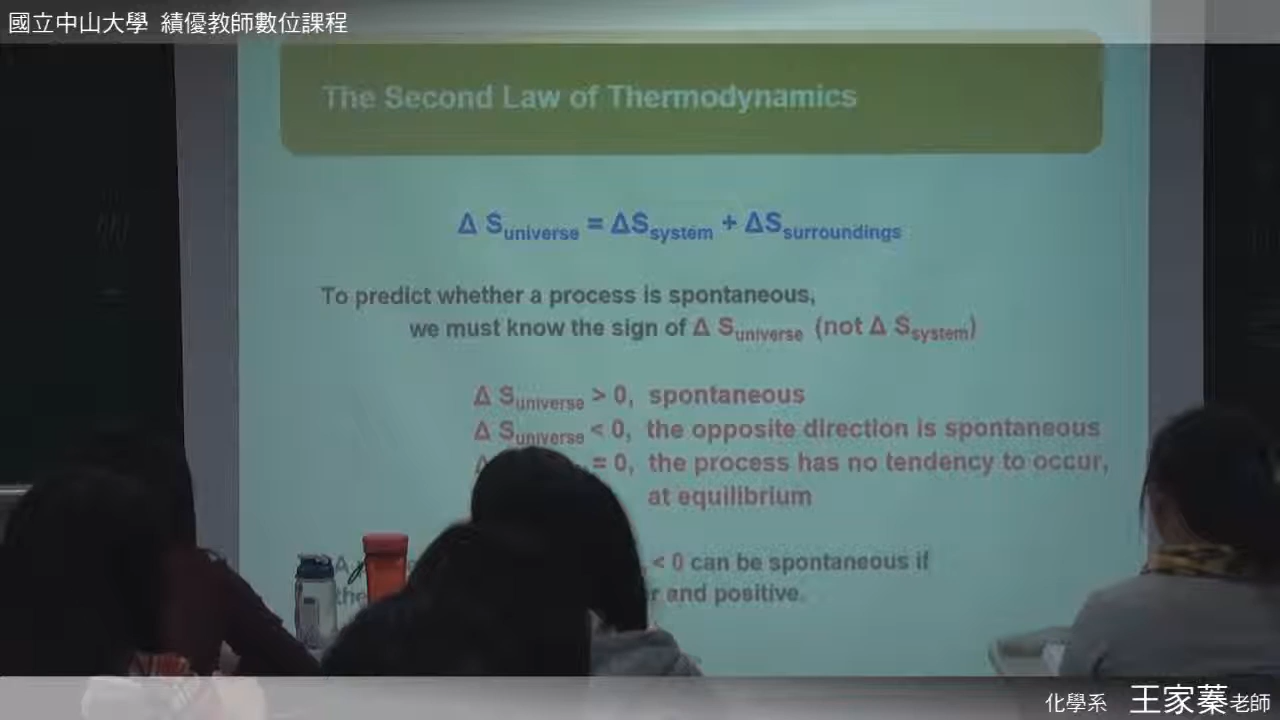 國立中山大學 績優教師數位課程
The Second Law of Thermodynamics
Δ Suniverse = ΔSsystem + ΔSsurroundings
To predict whether a process is spontaneous,
we must know the sign of Δ Suniverse (not Δ Ssystem)
Δ Suniverse > 0, spontaneous
Δ Suniverse < 0, the opposite direction is spontaneous
= 0, the process has no tendency to occur,
at equilibrium
< 0 can be spontaneous if
and positive.
化學系 王家蓁老師